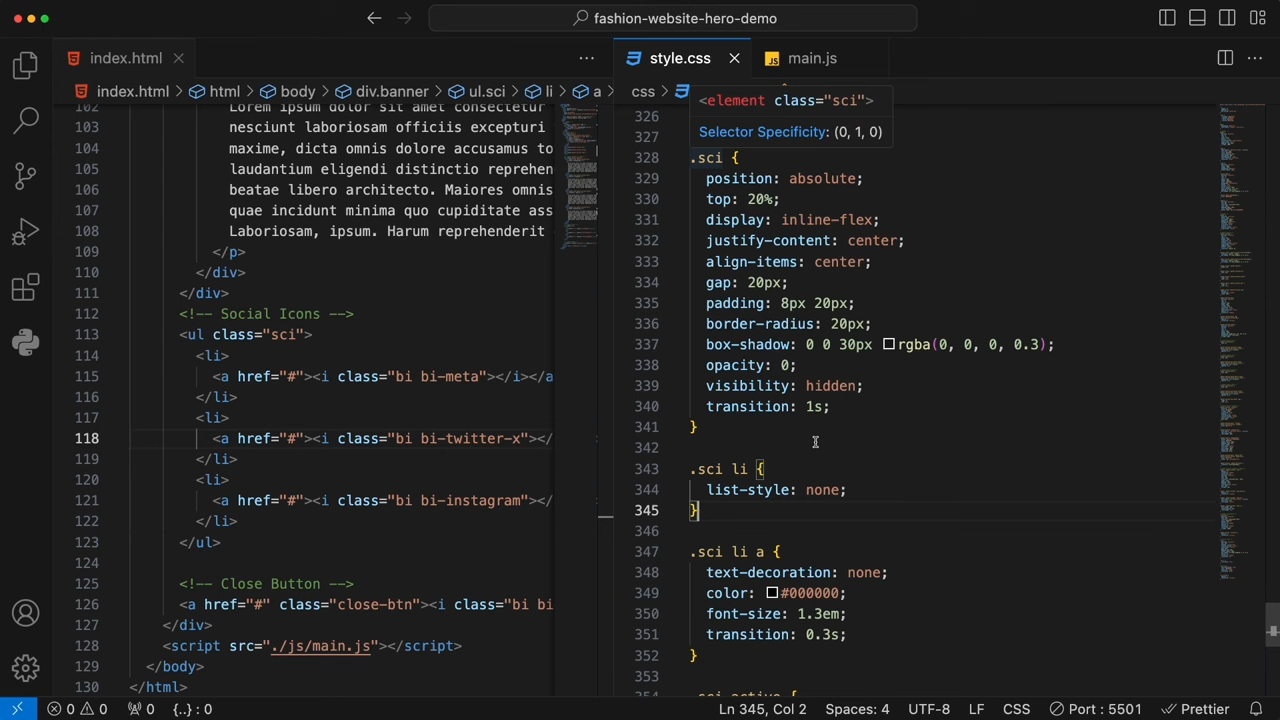 fashion-website-hero-demo
index.html
style.css
main.js
index.html > html > body > div.banner > ul.sci > li > a
css >
102 Lorem ipsum dolor sit amet consectetur
103 nesciunt laboriosam officiis excepturi
104 maxime, dicta omnis dolore accusamus to
105 laudantium eligendi distinctio reprehen
106 beatae libero architecto. Maiores omnis
107 quae incidunt minima quo cupiditate ass
108 Laboriosam, ipsum. Harum reprehenderit
109 </p>
110 </div>
111 </div>
112 <!-- Social Icons -->
113 <ul class="sci">
114 <li>
115 <a href="#"><i class="bi bi-meta"></i></a
116 </li>
117 <li>
118 <a href="#"><i class="bi bi-twitter-x"></
119 </li>
120 <li>
121 <a href="#"><i class="bi bi-instagram"></
122 </li>
123 </ul>
124
125 <!-- Close Button -->
126 <a href="#" class="close-btn"><i class="bi bi
127 </div>
128 <script src="./js/main.js"></script>
129 </body>
130 </html>
<element class="sci">
Selector Specificity: (0, 1, 0)
326
327
328 .sci {
329 position: absolute;
330 top: 20%;
331 display: inline-flex;
332 justify-content: center;
333 align-items: center;
334 gap: 20px;
335 padding: 8px 20px;
336 border-radius: 20px;
337 box-shadow: 0 0 30px rgba(0, 0, 0, 0.3);
338 opacity: 0;
339 visibility: hidden;
340 transition: 1s;
341 }
342
343 .sci li {
344 list-style: none;
345 }
346
347 .sci li a {
348 text-decoration: none;
349 color: #000000;
350 font-size: 1.3em;
351 transition: 0.3s;
352 }
353
354 .sci.active {
0 0 0 {..} : 0 Ln 345, Col 2 Spaces: 4 UTF-8 LF CSS Port : 5501 Prettier